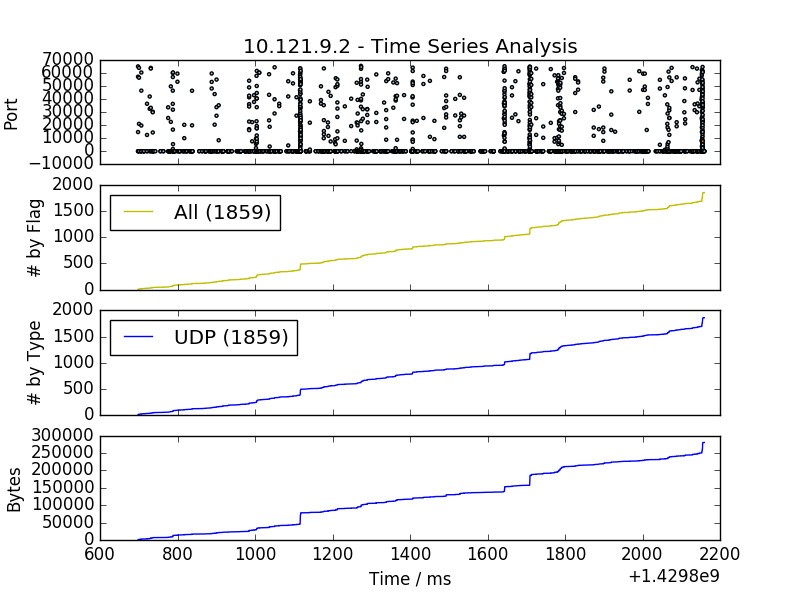 10.121.9.2 - Time Series Analysis
Port
70000
60000
50000
40000
30000
20000
10000
0
−10000
# by Flag
2000
1500
1000
500
0
All (1859)
# by Type
2000
1500
1000
500
0
UDP (1859)
Bytes
300000
250000
200000
150000
100000
50000
0
600 800 1000 1200 1400 1600 1800 2000 2200
Time / ms
+1.4298e9